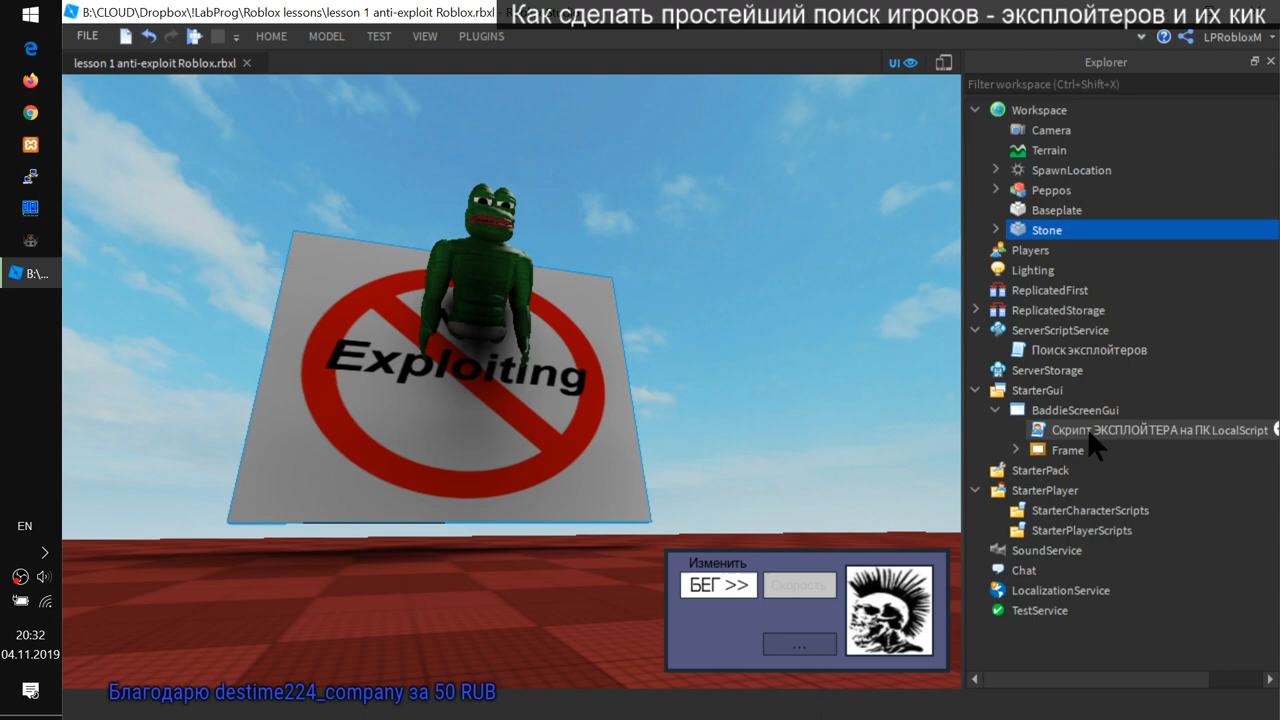 B:\CLOUD\Dropbox\!LabProg\Roblox lessons\lesson 1 anti-exploit Roblox.rbxl
Как сделать простейший поиск игроков - эксплойтеров и их кик
FILE
HOME
MODEL
TEST
VIEW
PLUGINS
LPRobloxM
lesson 1 anti-exploit Roblox.rbxl
UI
Explorer
Filter workspace (Ctrl+Shift+X)
Workspace
Camera
Terrain
SpawnLocation
Peppos
Baseplate
Stone
Players
Lighting
ReplicatedFirst
ReplicatedStorage
ServerScriptService
Поиск эксплойтеров
ServerStorage
StarterGui
BaddieScreenGui
Скрипт ЭКСПЛОЙТЕРА на ПК LocalScript
Frame
StarterPack
StarterPlayer
StarterCharacterScripts
StarterPlayerScripts
SoundService
Chat
LocalizationService
TestService
Exploiting
Изменить
БЕГ >>
Скорость
...
B:\...
EN
20:32
04.11.2019
Благодарю destime224_company за 50 RUB